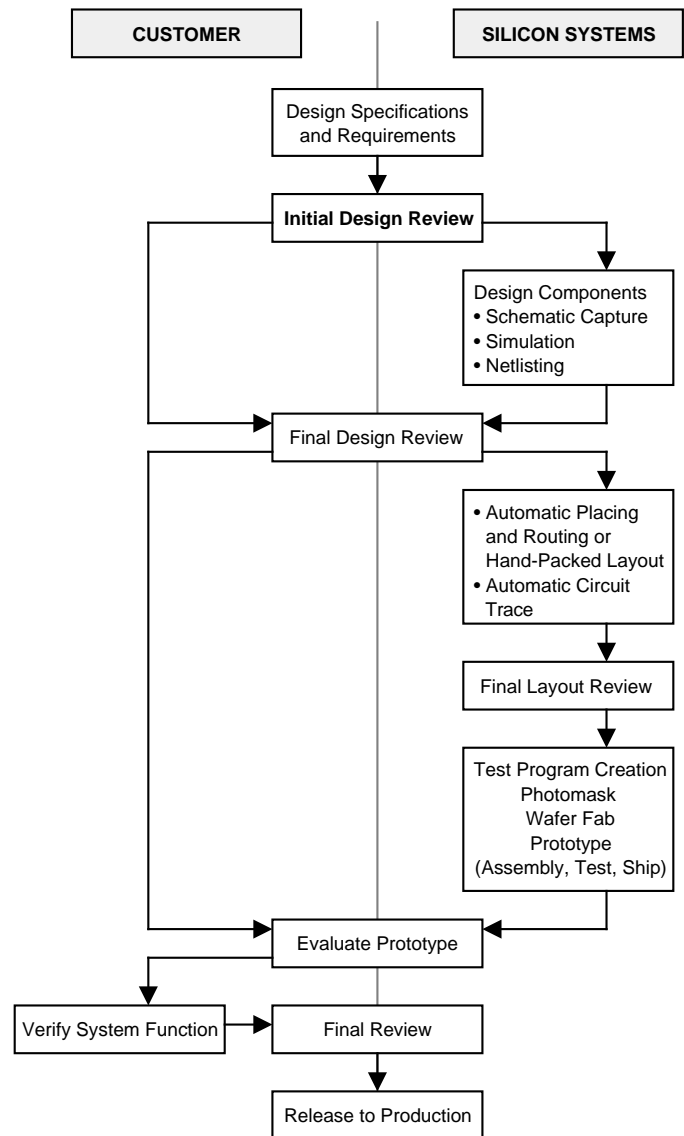 CUSTOMER
SILICON SYSTEMS
Design Specifications
and Requirements
Initial Design Review
Design Components
• Schematic Capture
• Simulation
• Netlisting
Final Design Review
• Automatic Placing
and Routing or
Hand-Packed Layout
• Automatic Circuit
Trace
Final Layout Review
Test Program Creation
Photomask
Wafer Fab
Prototype
(Assembly, Test, Ship)
Evaluate Prototype
Verify System Function
Final Review
Release to Production